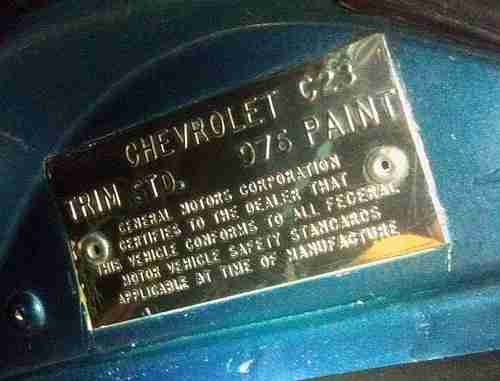 CHEVROLET C23
TRIM STD. 976 PAINT
GENERAL MOTORS CORPORATION
CERTIFIES TO THE DEALER THAT
THIS VEHICLE CONFORMS TO ALL FEDERAL
MOTOR VEHICLE SAFETY STANDARDS
APPLICABLE AT TIME OF MANUFACTURE